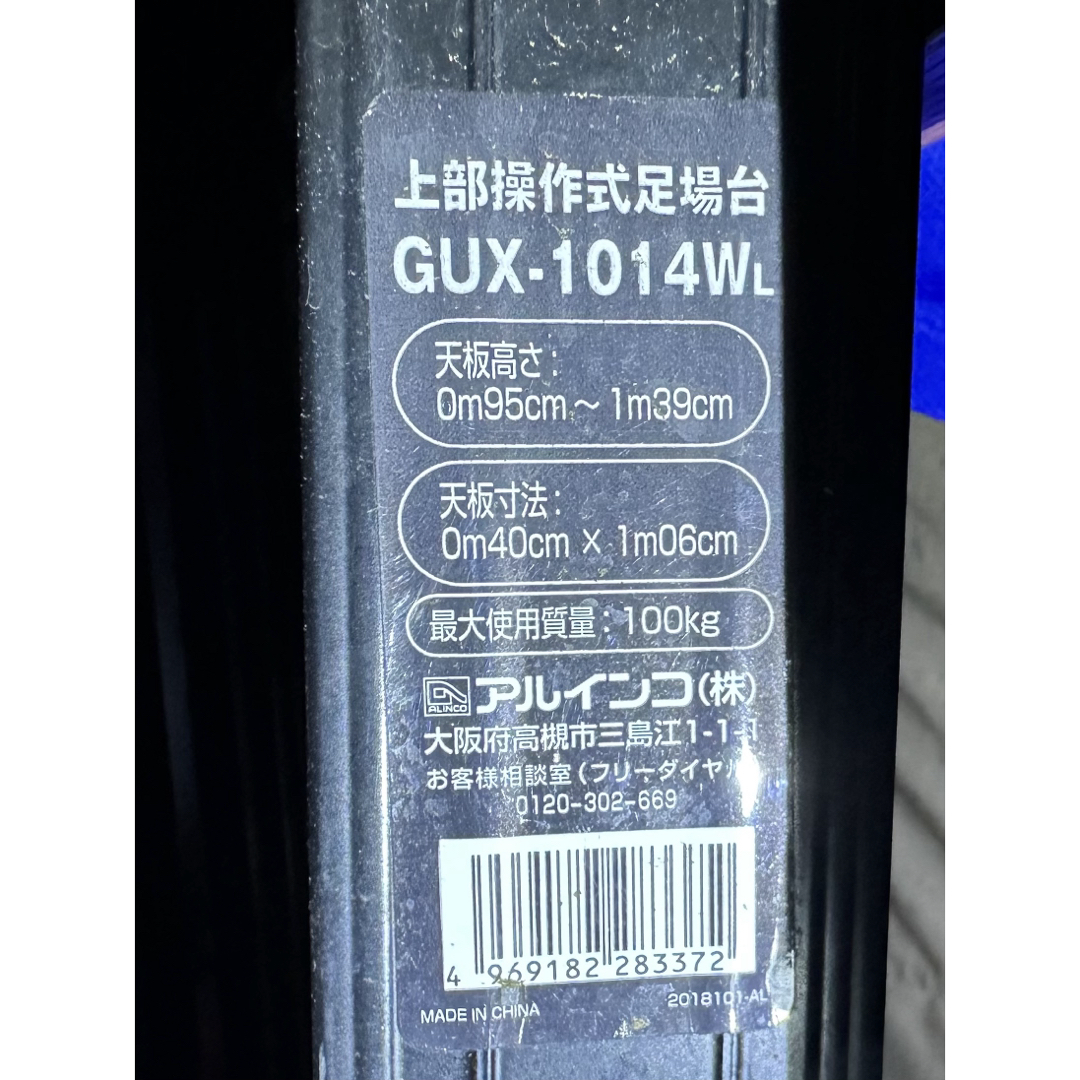 上部操作式足場台
GUX-1014WL
天板高さ:
0m95cm～1m39cm
天板寸法:
0m40cm×1m06cm
最大使用質量:100kg
ALINCO アルインコ(株)
大阪府高槻市三島江1-1-1
お客様相談室(フリーダイヤル
0120-302-669
4 969182 283372
MADE IN CHINA 2018101-AL